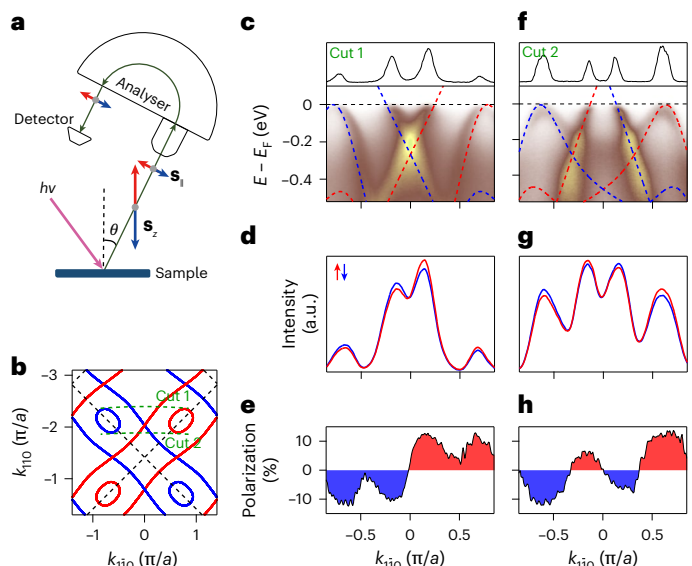 a
Analyser
Detector
hν
θ
s∥
s_z
Sample
b
−3
−2
−1
k₁₁₀ (π/a)
Cut 1
Cut 2
−1 0 1
k₁1̄₀ (π/a)
c
Cut 1
0
−0.2
−0.4
E − E_F (eV)
f
Cut 2
d
Intensity
(a.u.)
g
e
10
0
−10
Polarization
(%)
−0.5 0 0.5
k₁1̄₀ (π/a)
h
−0.5 0 0.5
k₁1̄₀ (π/a)